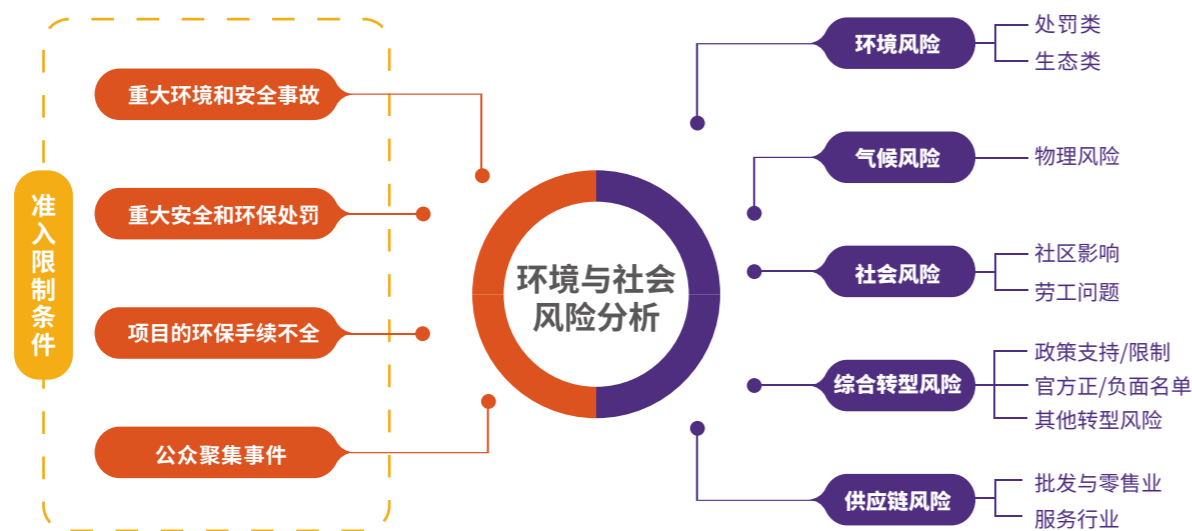 准入限制条件
重大环境和安全事故
重大安全和环保处罚
项目的环保手续不全
公众聚集事件
环境与社会
风险分析
环境风险
处罚类
生态类
气候风险
物理风险
社会风险
社区影响
劳工问题
综合转型风险
政策支持/限制
官方正/负面名单
其他转型风险
供应链风险
批发与零售业
服务行业